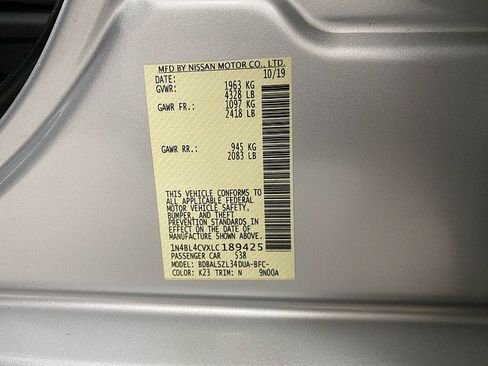 MFD BY NISSAN MOTOR CO., LTD.
DATE: 10/19
GVWR: 1963 KG
4328 LB
GAWR FR.: 1097 KG
2418 LB
GAWR RR.: 945 KG
2083 LB
THIS VEHICLE CONFORMS TO
ALL APPLICABLE FEDERAL
MOTOR VEHICLE SAFETY,
BUMPER, AND THEFT
PREVENTION STANDARDS IN
EFFECT ON THE DATE OF
MANUFACTURE SHOWN ABOVE.
1N4BL4CVXLC189425
PASSENGER CAR 538
MODEL: BDBALSZL34DUA-BFC-
COLOR: K23 TRIM: N 9N00A